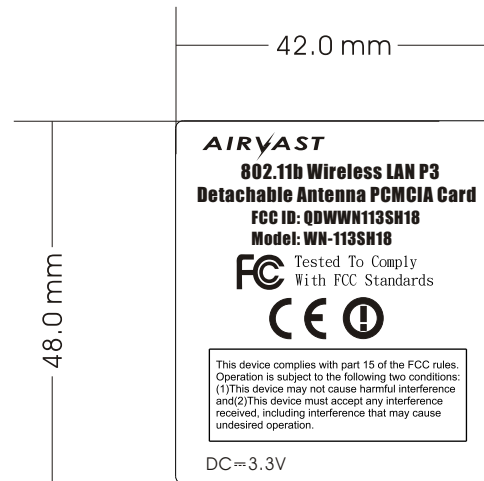 42.0 mm
48.0 mm
AIRVAST
802.11b Wireless LAN P3
Detachable Antenna PCMCIA Card
FCC ID: QDWWN113SH18
Model: WN-113SH18
FC Tested To Comply
With FCC Standards
CE
This device complies with part 15 of the FCC rules.
Operation is subject to the following two conditions:
(1)This device may not cause harmful interference
and(2)This device must accept any interference
received, including interference that may cause
undesired operation.
DC⎓3.3V